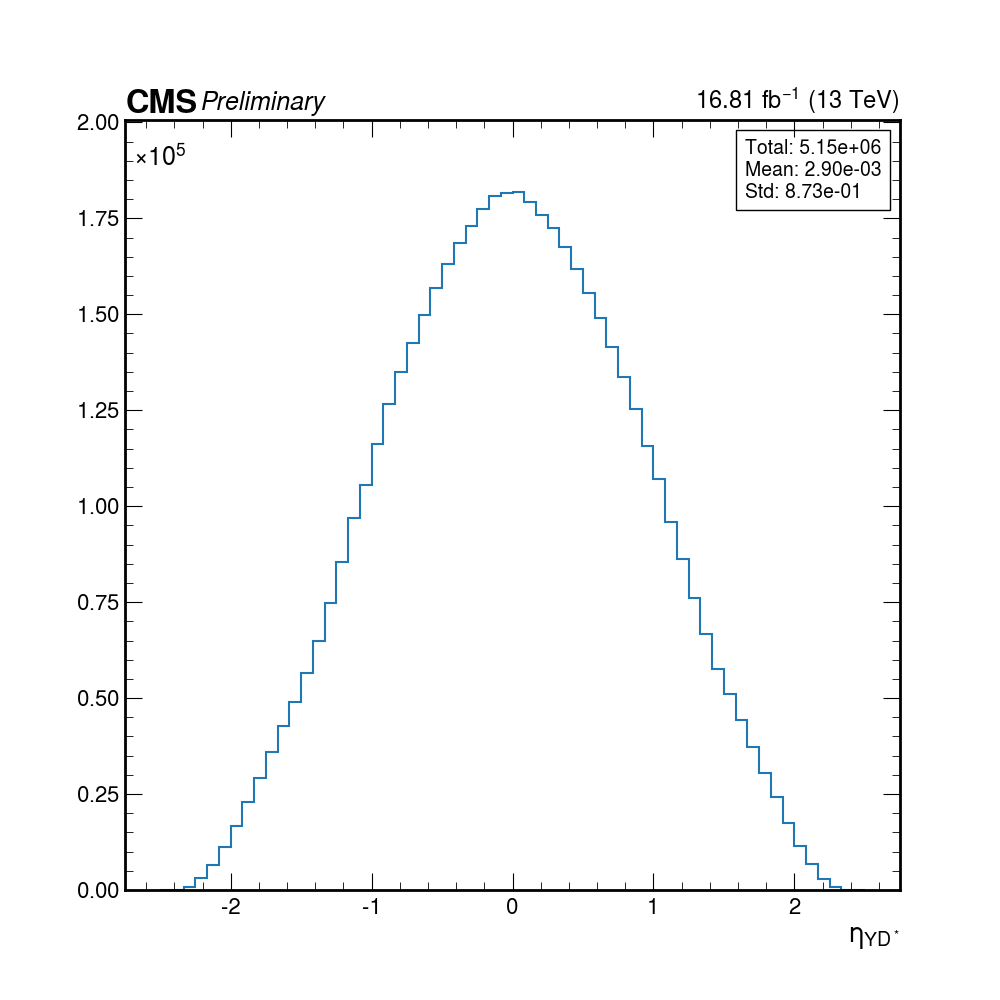 CMS Preliminary 16.81 fb⁻¹ (13 TeV)
2.00
×10⁵
Total: 5.15e+06
Mean: 2.90e-03
Std: 8.73e-01
1.75
1.50
1.25
1.00
0.75
0.50
0.25
0.00
-2 -1 0 1 2
η_{YD*}